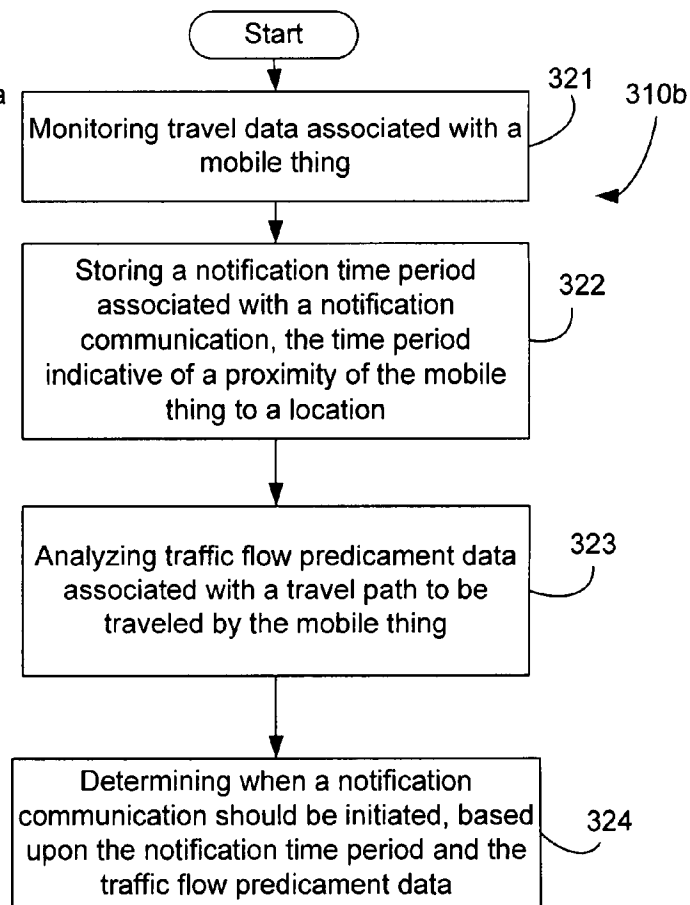 Start
a
321
310b
Monitoring travel data associated with a
mobile thing
Storing a notification time period
associated with a notification
communication, the time period
indicative of a proximity of the mobile
thing to a location
322
Analyzing traffic flow predicament data
associated with a travel path to be
traveled by the mobile thing
323
Determining when a notification
communication should be initiated, based
upon the notification time period and the
traffic flow predicament data
324